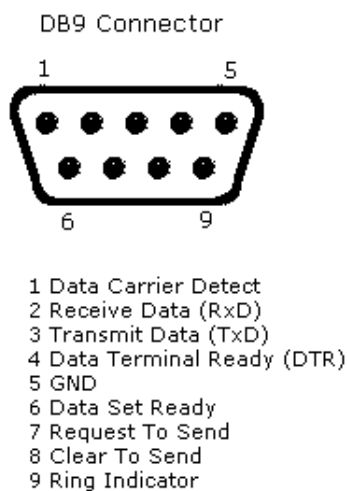 DB9 Connector
1 5
6 9
1 Data Carrier Detect
2 Receive Data (RxD)
3 Transmit Data (TxD)
4 Data Terminal Ready (DTR)
5 GND
6 Data Set Ready
7 Request To Send
8 Clear To Send
9 Ring Indicator